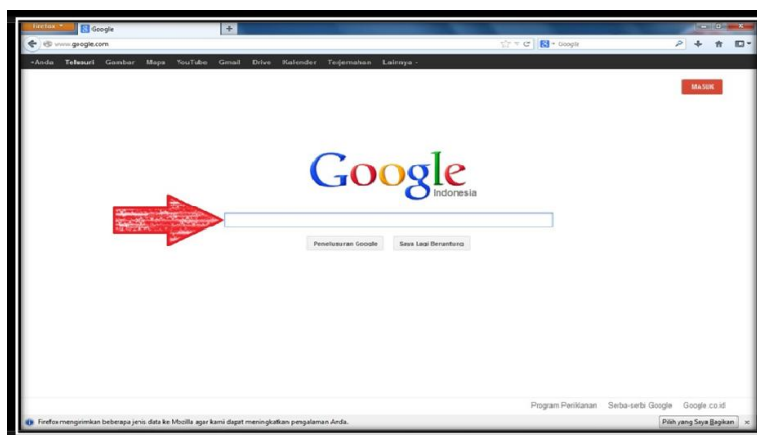 Firefox
Google
www.google.com
Google
+Anda Telusuri Gambar Maps YouTube Gmail Drive Kalender Terjemahan Lainnya
MASUK
Google
Indonesia
Penelusuran Google Saya Lagi Beruntung
Program Periklanan Serba-serbi Google Google.co.id
Firefox mengirimkan beberapa jenis data ke Mozilla agar kami dapat meningkatkan pengalaman Anda. Pilih yang Saya Bagikan